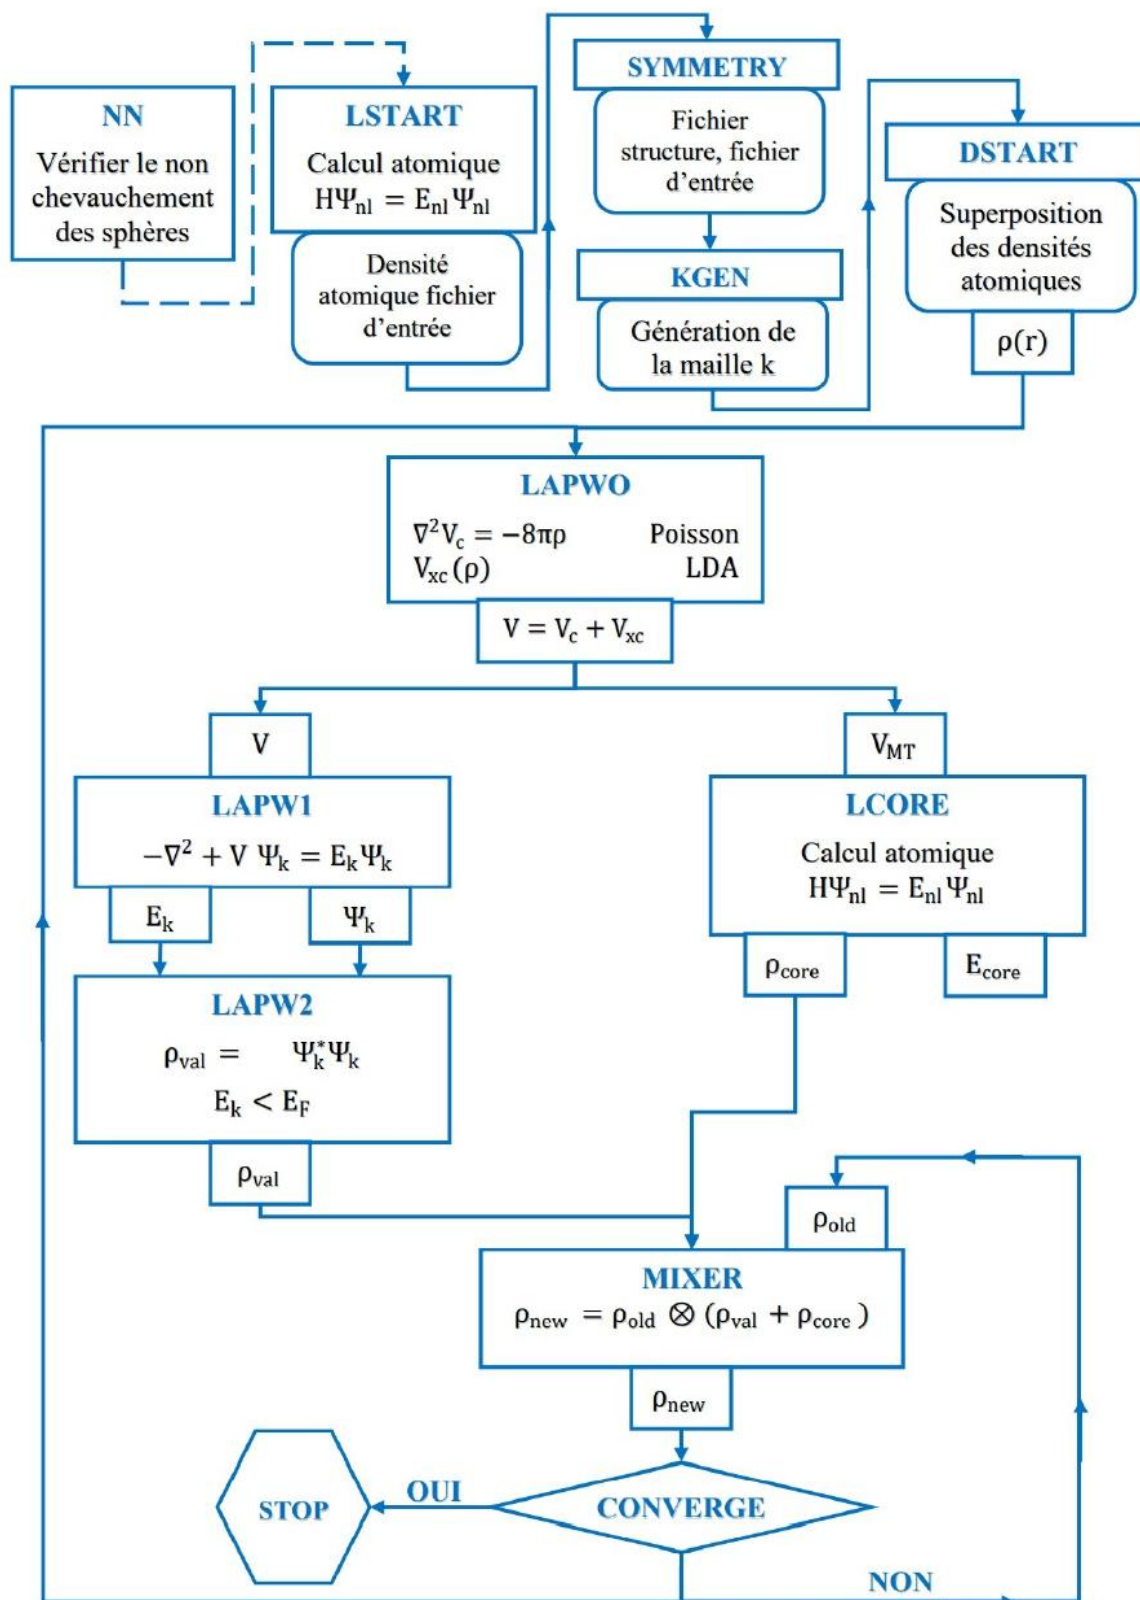 NN
Vérifier le non
chevauchement
des sphères
LSTART
Calcul atomique
HΨnl = EnlΨnl
Densité
atomique fichier
d'entrée
SYMMETRY
Fichier
structure, fichier
d'entrée
KGEN
Génération de
la maille k
DSTART
Superposition
des densités
atomiques
ρ(r)
LAPWO
∇²Vc = −8πρ Poisson
Vxc(ρ) LDA
V = Vc + Vxc
V
LAPW1
−∇² + V Ψk = EkΨk
Ek
Ψk
LAPW2
ρval = Ψk*Ψk
Ek < EF
ρval
VMT
LCORE
Calcul atomique
HΨnl = EnlΨnl
ρcore
Ecore
ρold
MIXER
ρnew = ρold ⊗ (ρval + ρcore )
ρnew
CONVERGE
OUI
STOP
NON